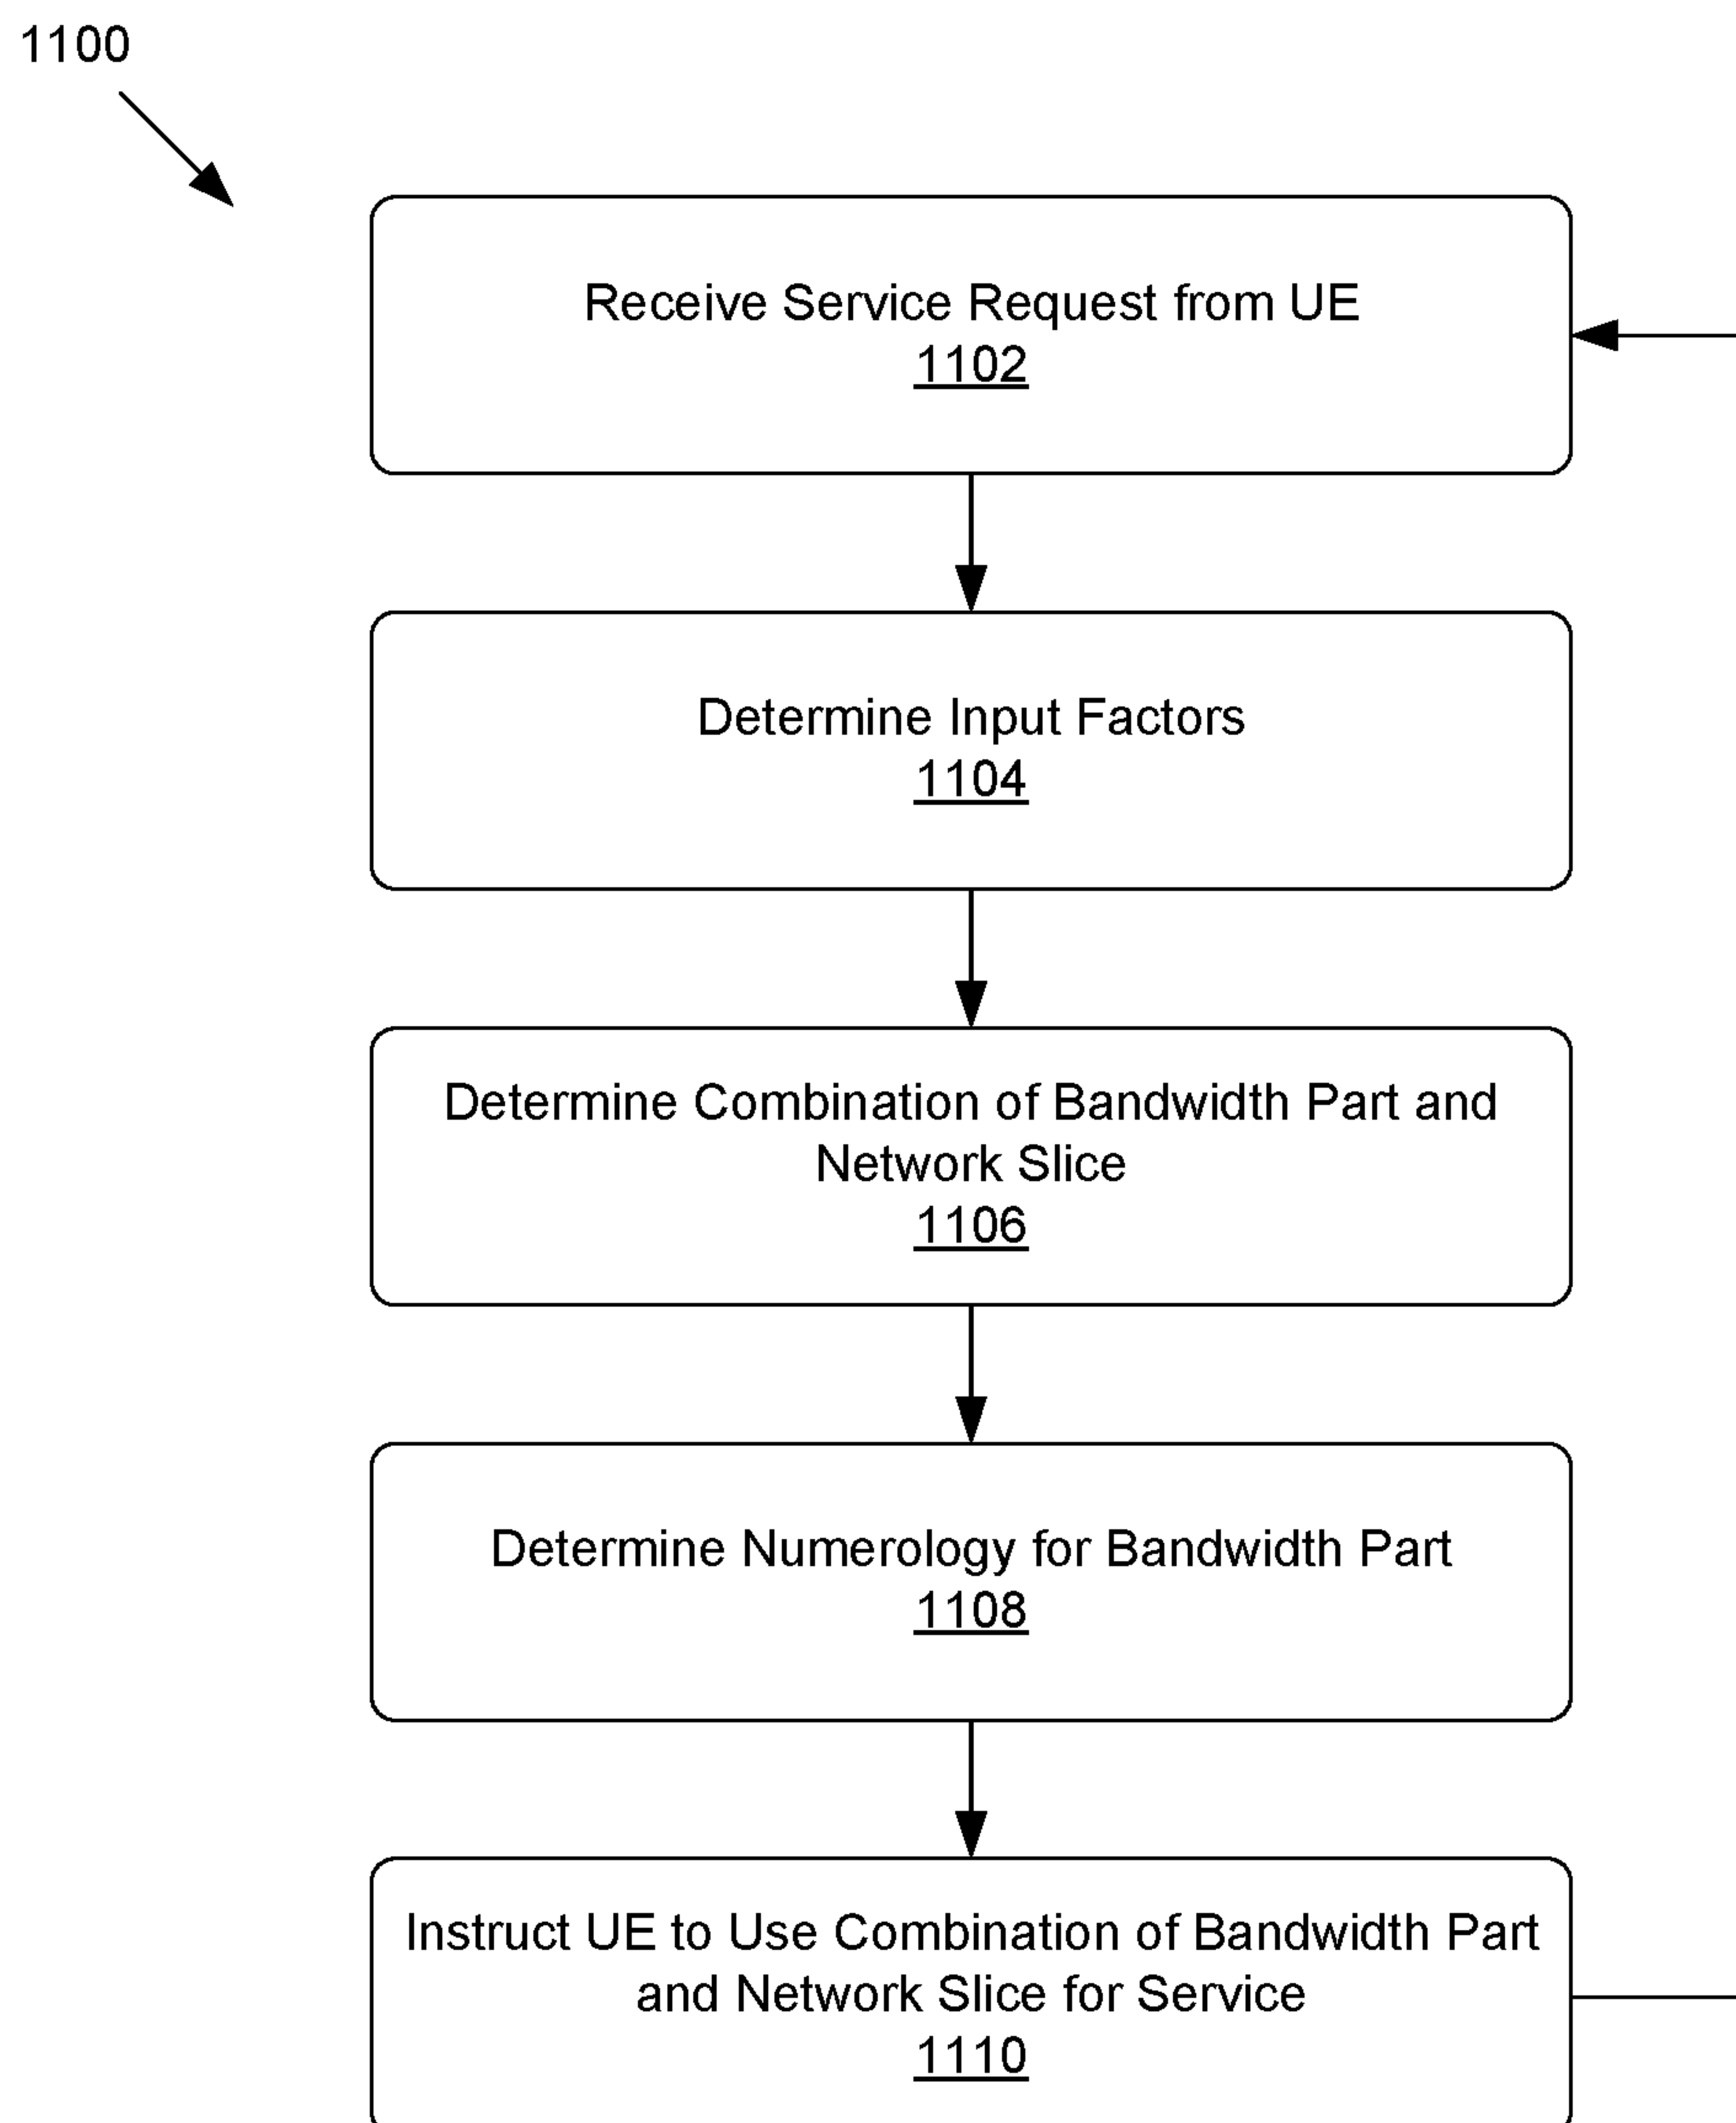 1100
Receive Service Request from UE
1102
Determine Input Factors
1104
Determine Combination of Bandwidth Part and
Network Slice
1106
Determine Numerology for Bandwidth Part
1108
Instruct UE to Use Combination of Bandwidth Part
and Network Slice for Service
1110